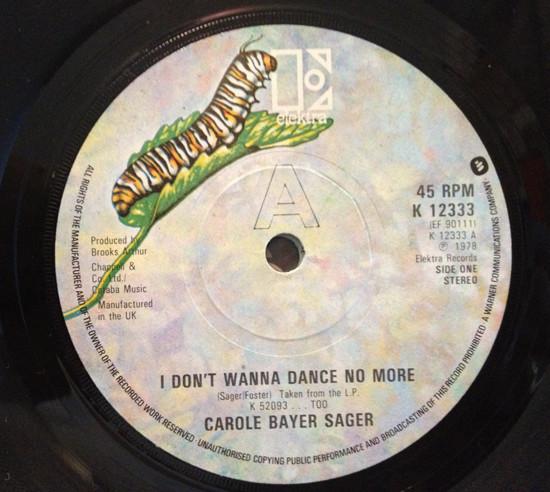 elektra
A
45 RPM
K 12333
(EF 90111)
K 12333 A
℗ 1978
Elektra Records
SIDE ONE
STEREO
Produced by
Brooks Arthur
Chappell &
Co. Ltd./
Manufactured
in the UK
I DON'T WANNA DANCE NO MORE
(Sager/Foster) Taken from the L.P.
K 52093 . . . TOO
CAROLE BAYER SAGER
ALL RIGHTS OF THE MANUFACTURER AND OF THE OWNER OF THE RECORDED WORK RESERVED UNAUTHORISED COPYING PUBLIC PERFORMANCE AND BROADCASTING OF THIS RECORD PROHIBITED A WARNER COMMUNICATIONS COMPANY